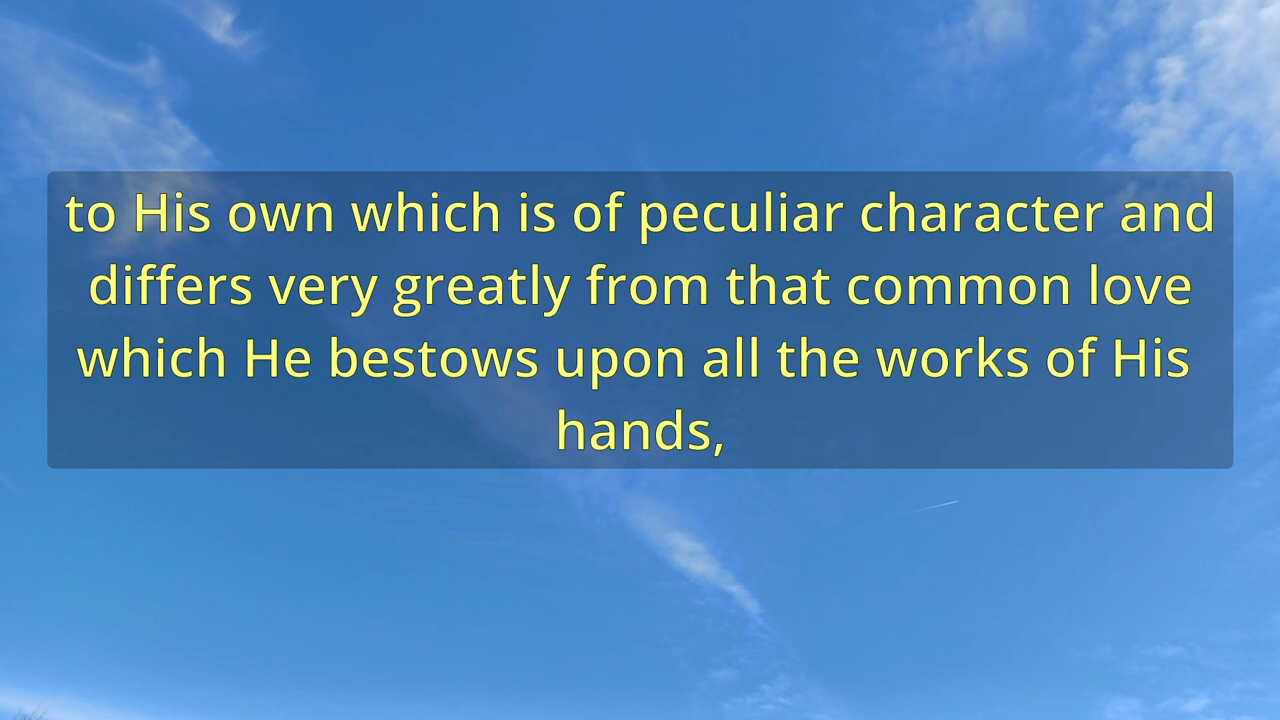 to His own which is of peculiar character and
differs very greatly from that common love
which He bestows upon all the works of His
hands,